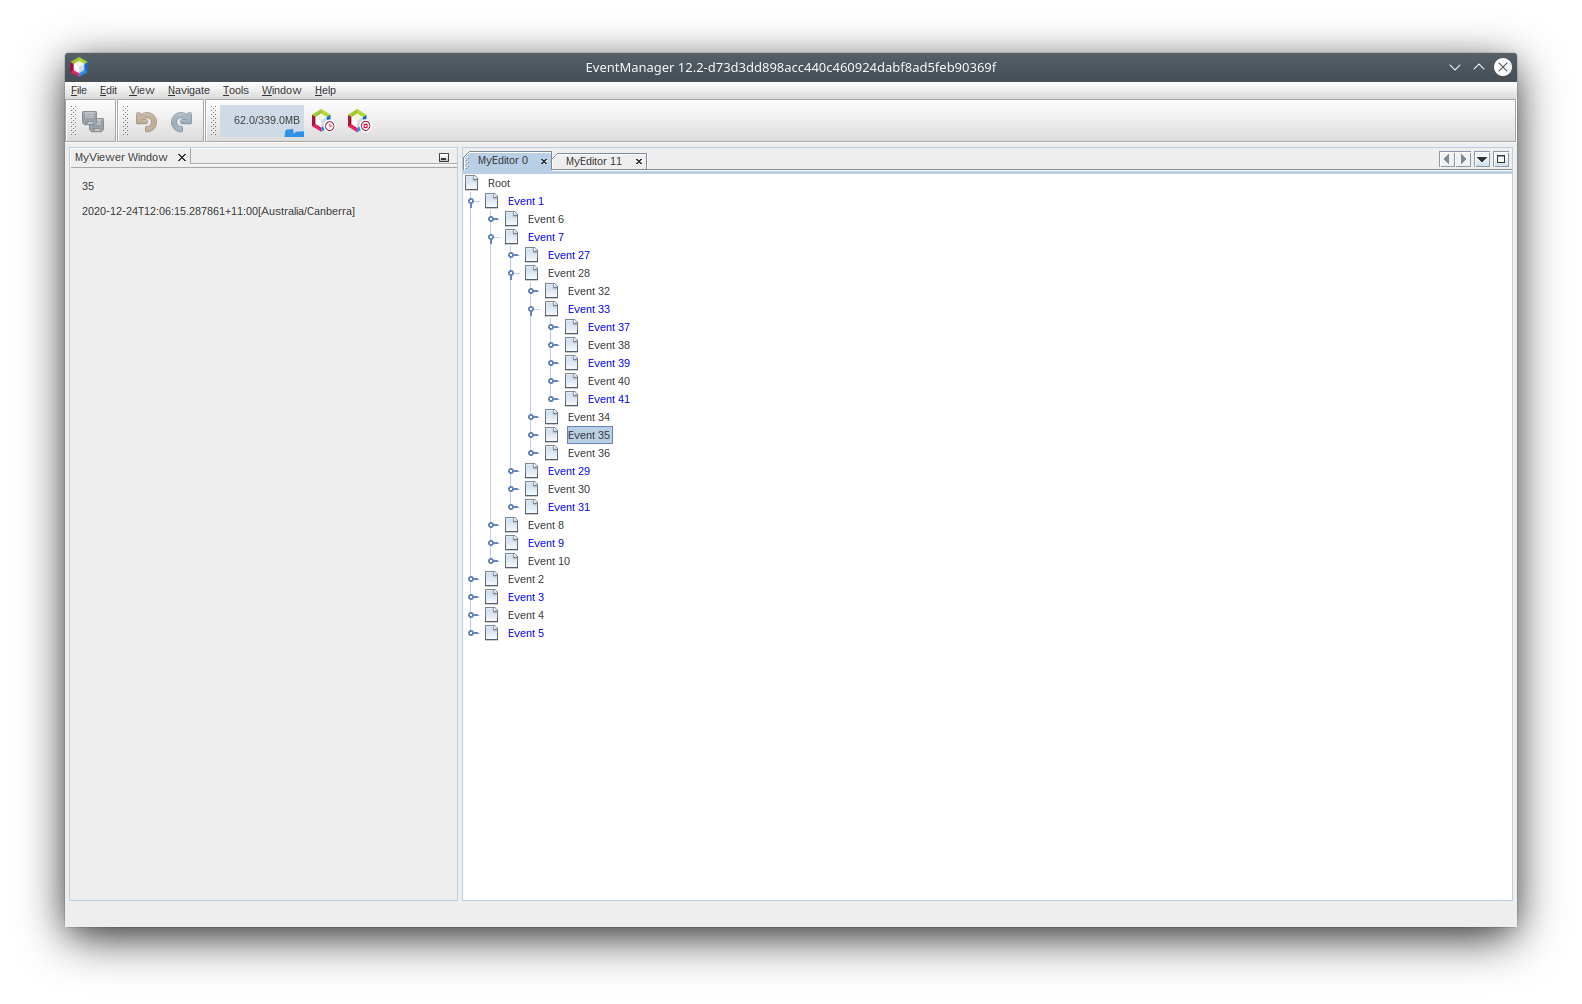 EventManager 12.2-d73d3dd898acc440c460924dabf8ad5feb90369f
File Edit View Navigate Tools Window Help
62.0/339.0MB
MyViewer Window
35
2020-12-24T12:06:15.287861+11:00[Australia/Canberra]
MyEditor 0 MyEditor 11
Root
Event 1
Event 6
Event 7
Event 27
Event 28
Event 32
Event 33
Event 37
Event 38
Event 39
Event 40
Event 41
Event 34
Event 35
Event 36
Event 29
Event 30
Event 31
Event 8
Event 9
Event 10
Event 2
Event 3
Event 4
Event 5